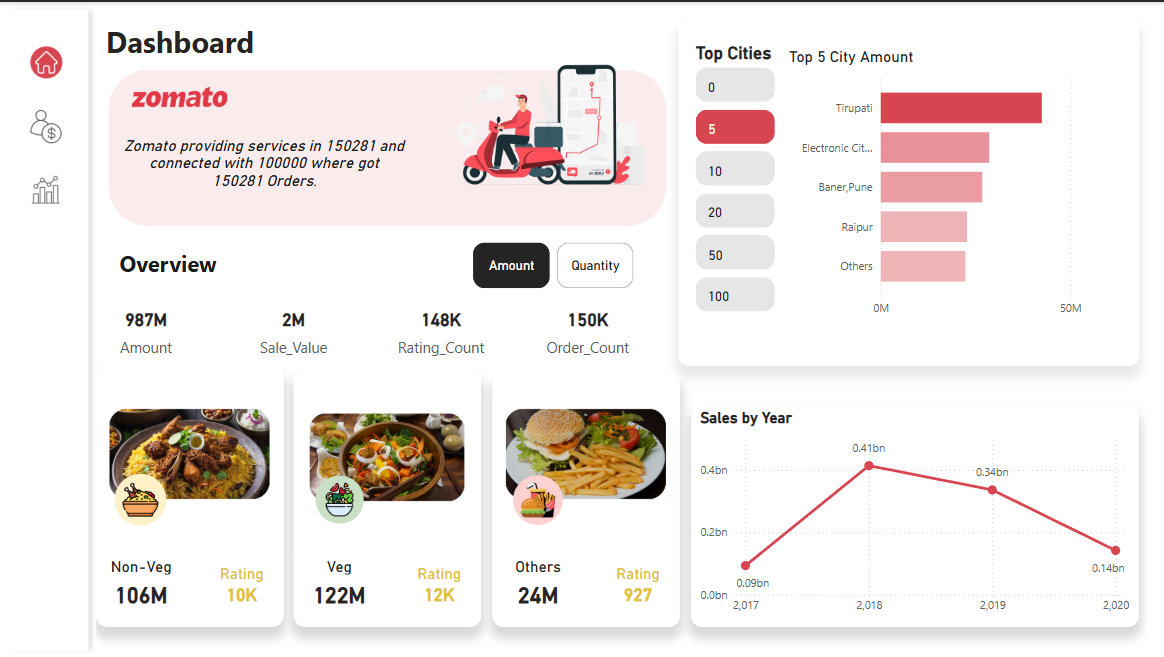 Dashboard
zomato
Zomato providing services in 150281 and
connected with 100000 where got
150281 Orders.
Overview
Amount
Quantity
987M
Amount
2M
Sale_Value
148K
Rating_Count
150K
Order_Count
Non-Veg
106M
Rating
10K
Veg
122M
Rating
12K
Others
24M
Rating
927
Top Cities
0
5
10
20
50
100
Top 5 City Amount
Tirupati
Electronic Cit...
Baner,Pune
Raipur
Others
0M
50M
Sales by Year
0.4bn
0.2bn
0.0bn
0.09bn
0.41bn
0.34bn
0.14bn
2,017
2,018
2,019
2,020